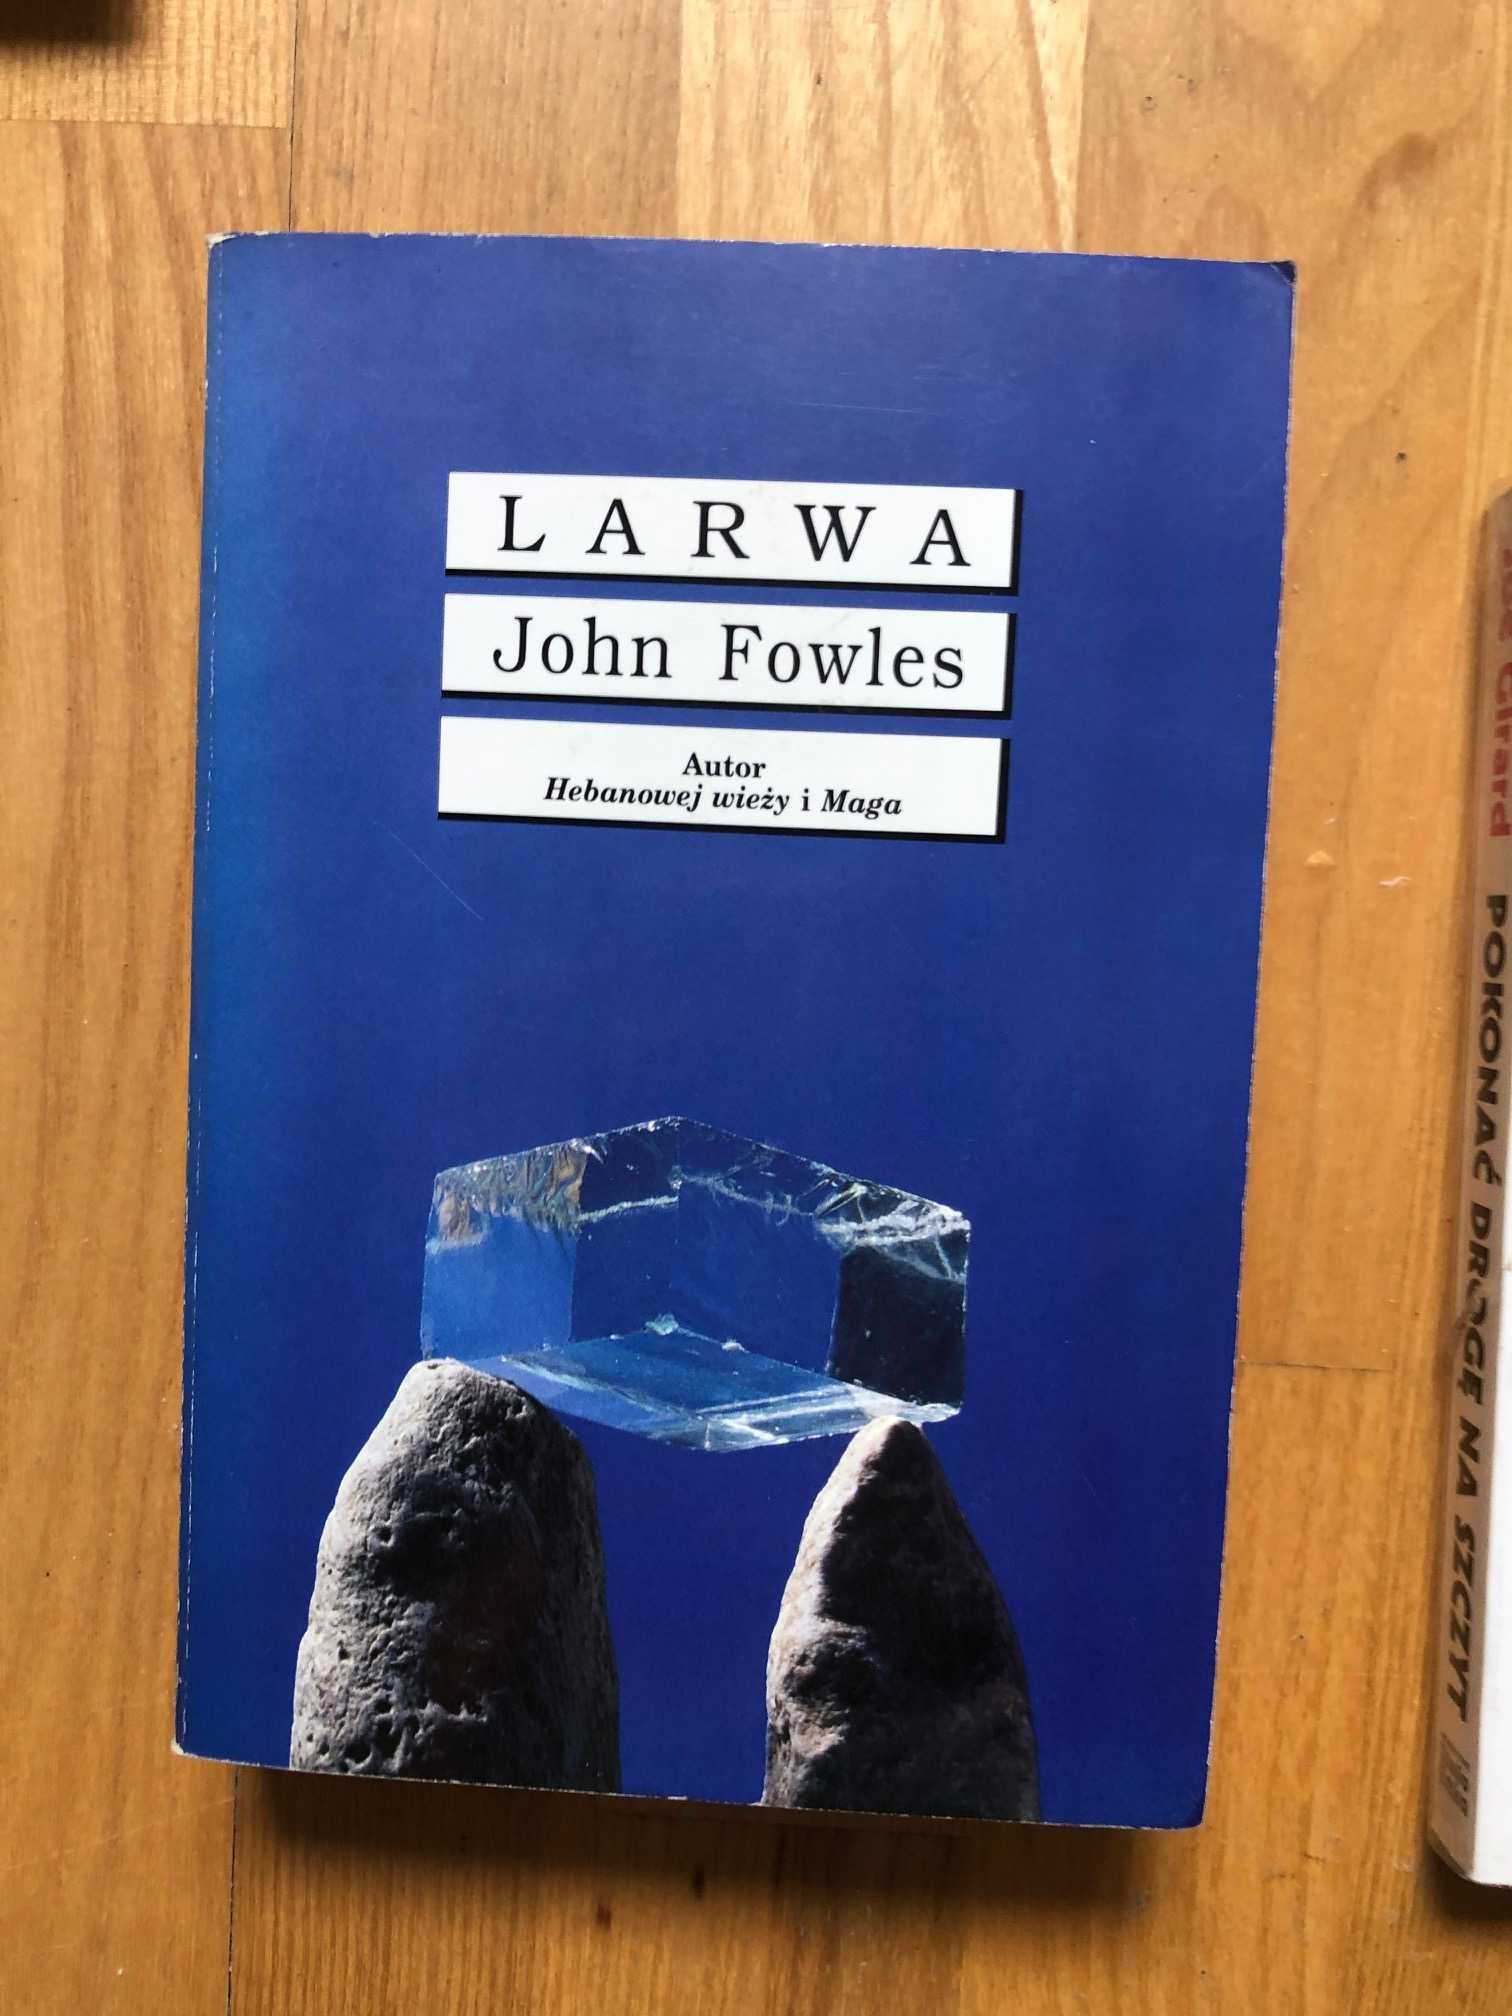 LARWA
John Fowles
Autor
Hebanowej wieży i Maga
Girard POKONAĆ DROGĘ NA SZCZYT